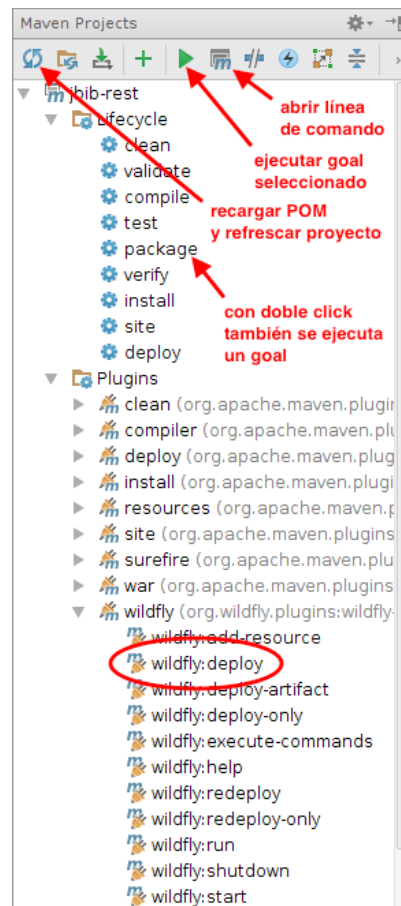 Maven Projects
jbib-rest
abrir línea
de comando
Lifecycle
clean
ejecutar goal
seleccionado
validate
compile
recargar POM
y refrescar proyecto
test
package
verify
install
con doble click
también se ejecuta
un goal
site
deploy
Plugins
clean (org.apache.maven.plugin
compiler (org.apache.maven.plu
deploy (org.apache.maven.plug
install (org.apache.maven.plugi
resources (org.apache.maven.p
site (org.apache.maven.plugins
surefire (org.apache.maven.plu
war (org.apache.maven.plugins
wildfly (org.wildfly.plugins:wildfly-
wildfly:add-resource
wildfly:deploy
wildfly:deploy-artifact
wildfly:deploy-only
wildfly:execute-commands
wildfly:help
wildfly:redeploy
wildfly:redeploy-only
wildfly:run
wildfly:shutdown
wildfly:start